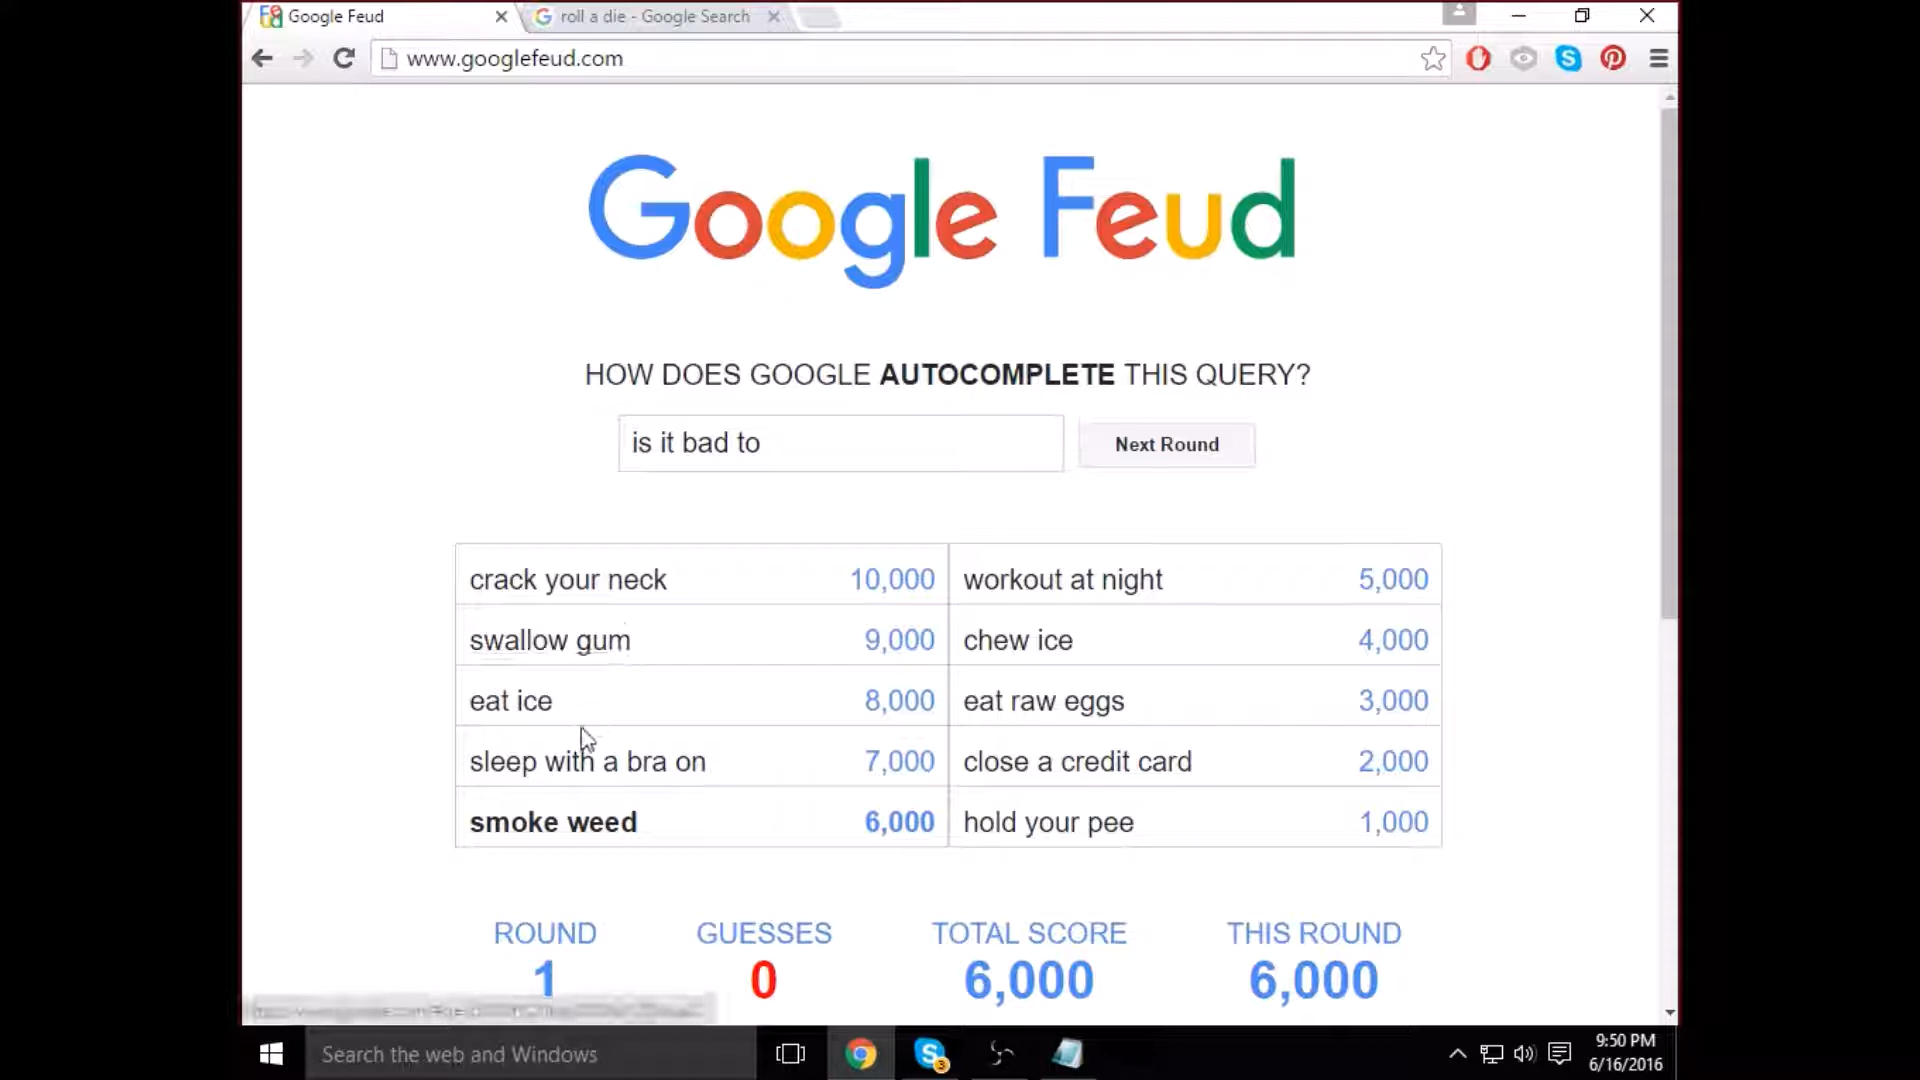 Google Feud
roll a die - Google Search
www.googlefeud.com
Google Feud
HOW DOES GOOGLE AUTOCOMPLETE THIS QUERY?
is it bad to
Next Round
crack your neck 10,000
workout at night 5,000
swallow gum 9,000
chew ice 4,000
eat ice 8,000
eat raw eggs 3,000
sleep with a bra on 7,000
close a credit card 2,000
smoke weed 6,000
hold your pee 1,000
ROUND GUESSES TOTAL SCORE THIS ROUND
1 0 6,000 6,000
Search the web and Windows
3
9:50 PM
6/16/2016